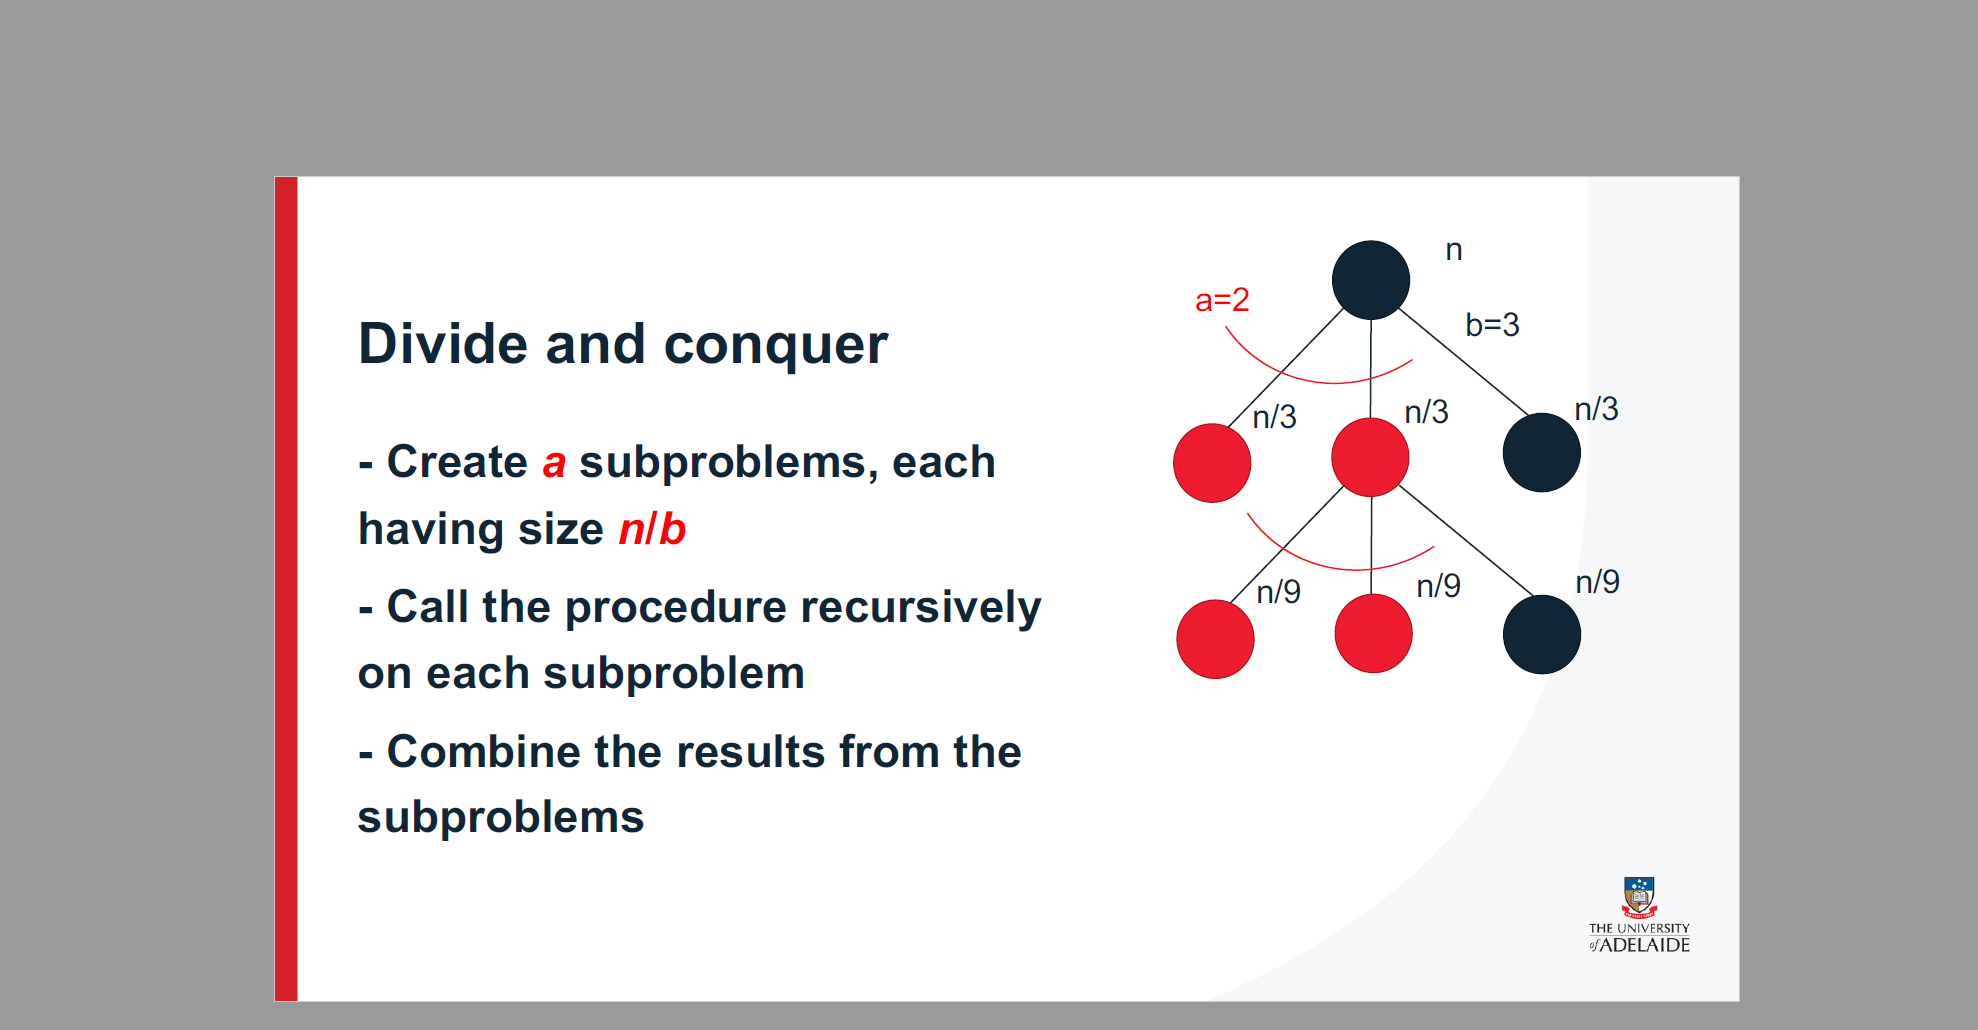 Divide and conquer
- Create a subproblems, each
having size n/b
- Call the procedure recursively
on each subproblem
- Combine the results from the
subproblems
n
a=2
b=3
n/3
n/3
n/3
n/9
n/9
n/9
THE UNIVERSITY
of ADELAIDE